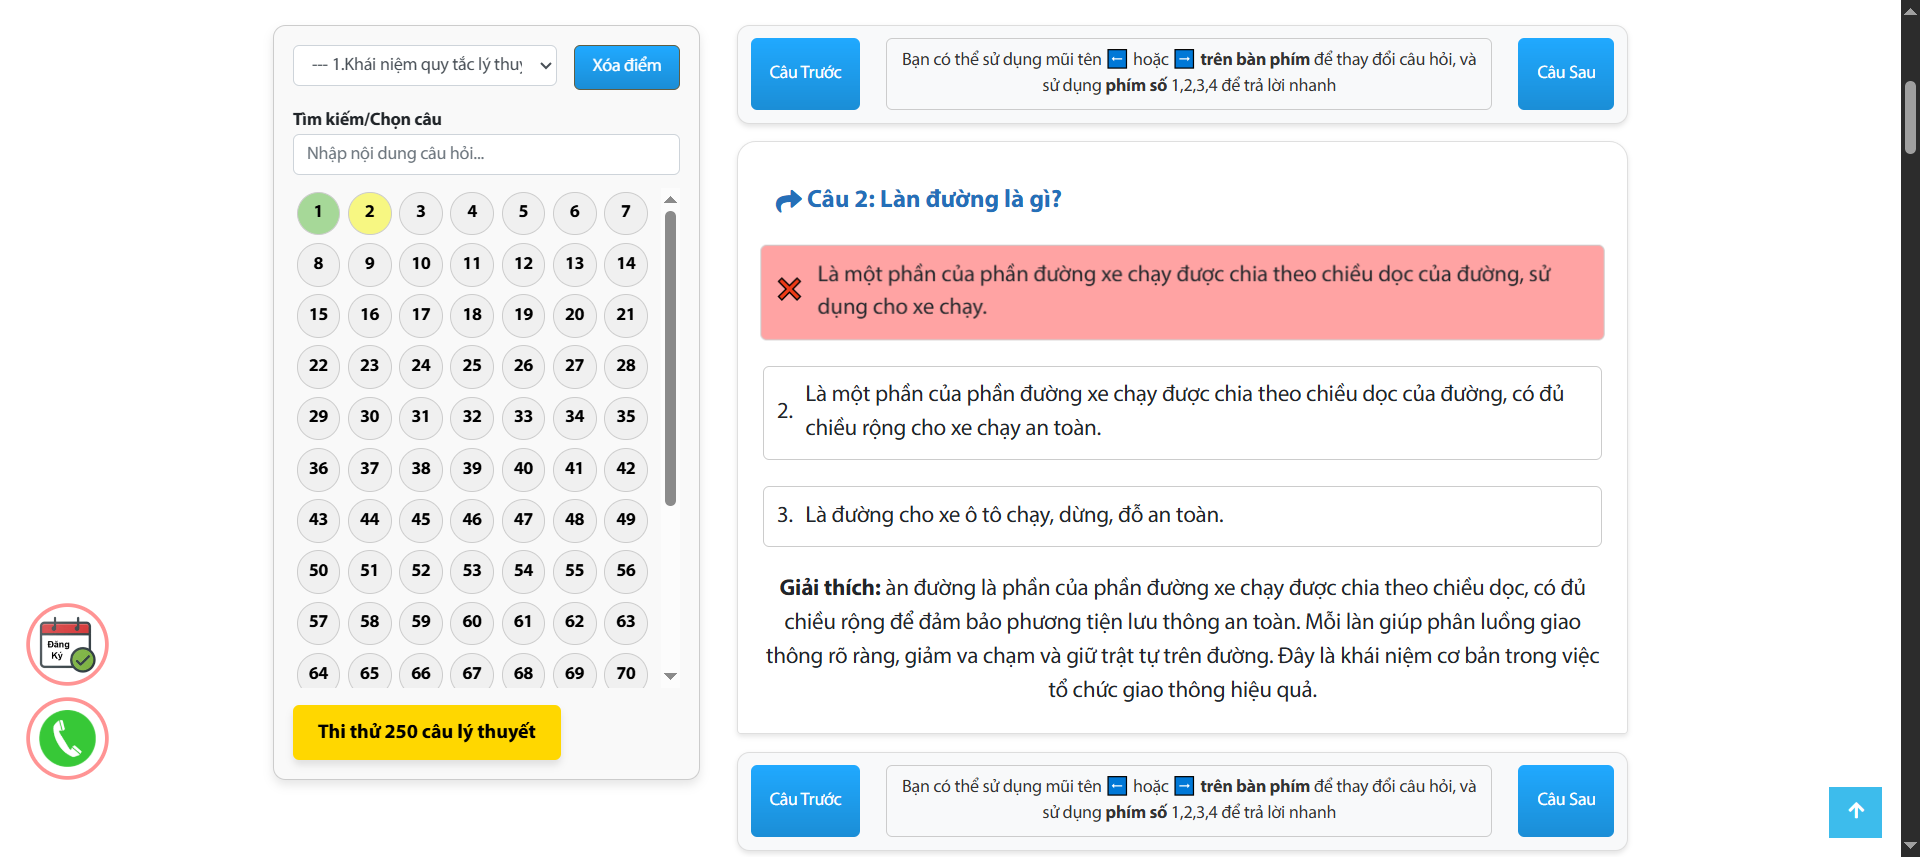 --- 1.Khái niệm quy tắc lý thuy
Xóa điểm
Tìm kiếm/Chọn câu
Nhập nội dung câu hỏi...
1 2 3 4 5 6 7
8 9 10 11 12 13 14
15 16 17 18 19 20 21
22 23 24 25 26 27 28
29 30 31 32 33 34 35
36 37 38 39 40 41 42
43 44 45 46 47 48 49
50 51 52 53 54 55 56
57 58 59 60 61 62 63
64 65 66 67 68 69 70
Thi thử 250 câu lý thuyết
Đăng
Ký
Câu Trước
Bạn có thể sử dụng mũi tên ← hoặc → trên bàn phím để thay đổi câu hỏi, và
sử dụng phím số 1,2,3,4 để trả lời nhanh
Câu Sau
Câu 2: Làn đường là gì?
Là một phần của phần đường xe chạy được chia theo chiều dọc của đường, sử
dụng cho xe chạy.
2. Là một phần của phần đường xe chạy được chia theo chiều dọc của đường, có đủ
chiều rộng cho xe chạy an toàn.
3. Là đường cho xe ô tô chạy, dừng, đỗ an toàn.
Giải thích: àn đường là phần của phần đường xe chạy được chia theo chiều dọc, có đủ
chiều rộng để đảm bảo phương tiện lưu thông an toàn. Mỗi làn giúp phân luồng giao
thông rõ ràng, giảm va chạm và giữ trật tự trên đường. Đây là khái niệm cơ bản trong việc
tổ chức giao thông hiệu quả.
Câu Trước
Bạn có thể sử dụng mũi tên ← hoặc → trên bàn phím để thay đổi câu hỏi, và
sử dụng phím số 1,2,3,4 để trả lời nhanh
Câu Sau